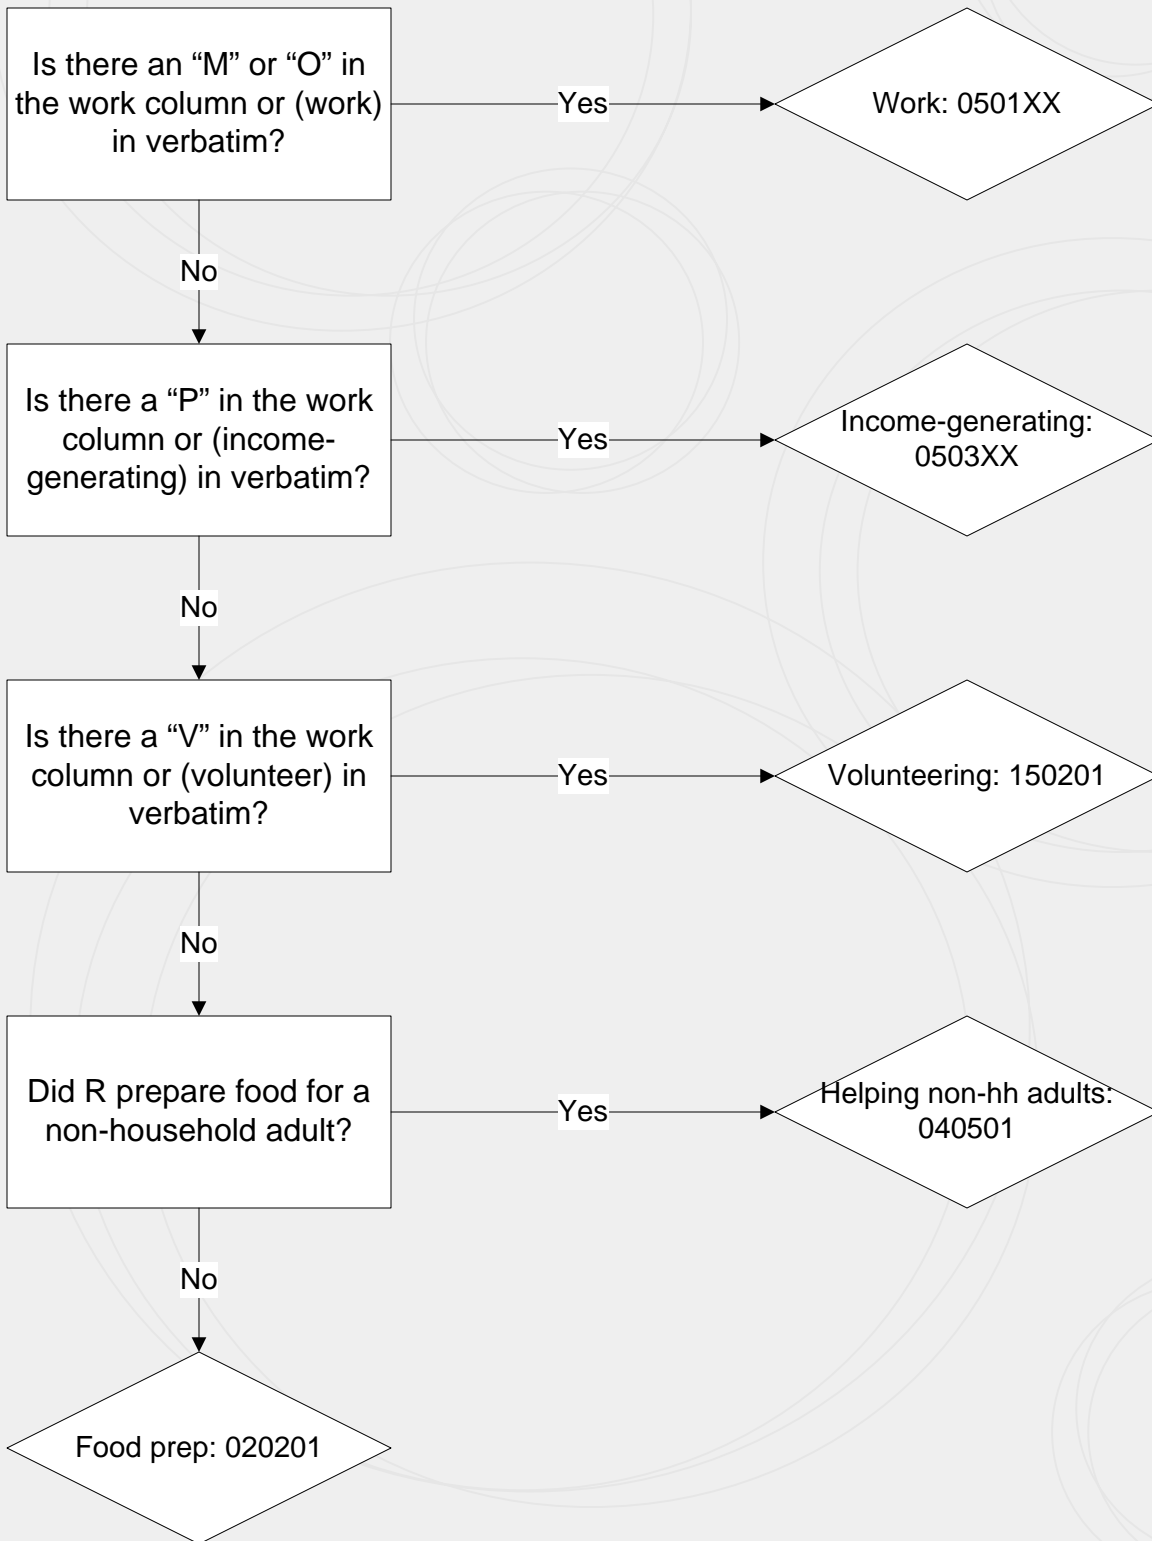 Is there an “M” or “O” in
the work column or (work)
in verbatim?
Yes
Work: 0501XX
No
Is there a “P” in the work
column or (income-
generating) in verbatim?
Yes
Income-generating:
0503XX
No
Is there a “V” in the work
column or (volunteer) in
verbatim?
Yes
Volunteering: 150201
No
Did R prepare food for a
non-household adult?
Yes
Helping non-hh adults:
040501
No
Food prep: 020201